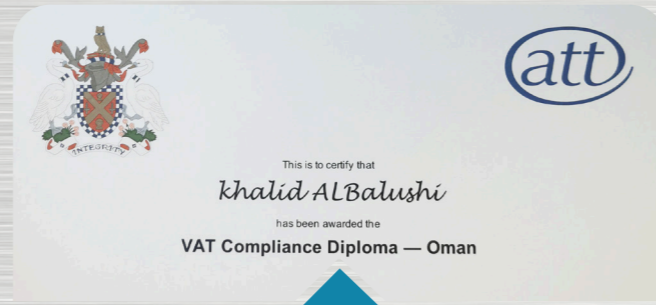 att
INTEGRITY
This is to certify that
khalid ALBalushi
has been awarded the
VAT Compliance Diploma — Oman